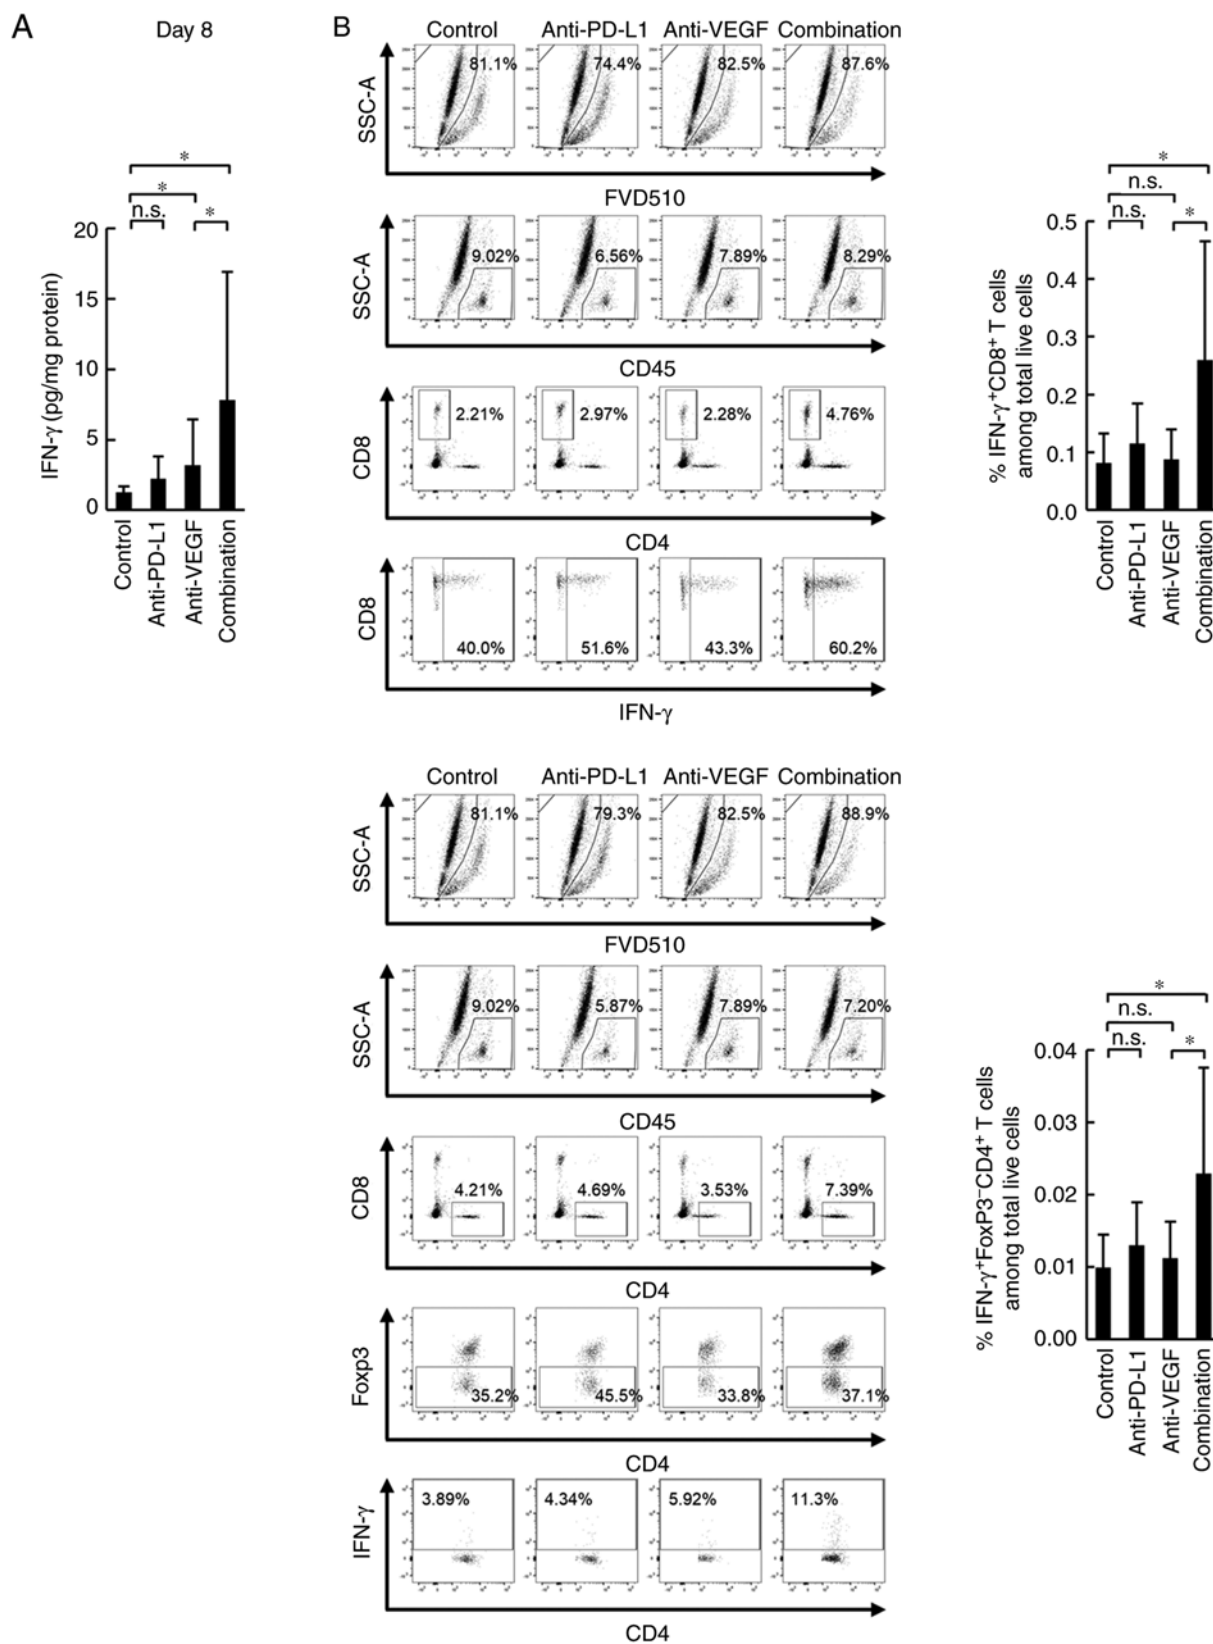 A
Day 8
*
*
n.s.
*
20
15
10
5
0
IFN-γ (pg/mg protein)
Control
Anti-PD-L1
Anti-VEGF
Combination
B
Control Anti-PD-L1 Anti-VEGF Combination
SSC-A
81.1% 74.4% 82.5% 87.6%
FVD510
SSC-A
9.02% 6.56% 7.89% 8.29%
CD45
CD8
2.21% 2.97% 2.28% 4.76%
CD4
CD8
40.0% 51.6% 43.3% 60.2%
IFN-γ
*
n.s.
n.s.
*
0.5
0.4
0.3
0.2
0.1
0.0
% IFN-γ⁺CD8⁺ T cells
among total live cells
Control
Anti-PD-L1
Anti-VEGF
Combination
Control Anti-PD-L1 Anti-VEGF Combination
SSC-A
81.1% 79.3% 82.5% 88.9%
FVD510
SSC-A
9.02% 5.87% 7.89% 7.20%
CD45
CD8
4.21% 4.69% 3.53% 7.39%
CD4
Foxp3
35.2% 45.5% 33.8% 37.1%
CD4
IFN-γ
3.89% 4.34% 5.92% 11.3%
CD4
*
n.s.
n.s.
*
0.04
0.03
0.02
0.01
0.00
% IFN-γ⁺FoxP3⁻CD4⁺ T cells
among total live cells
Control
Anti-PD-L1
Anti-VEGF
Combination